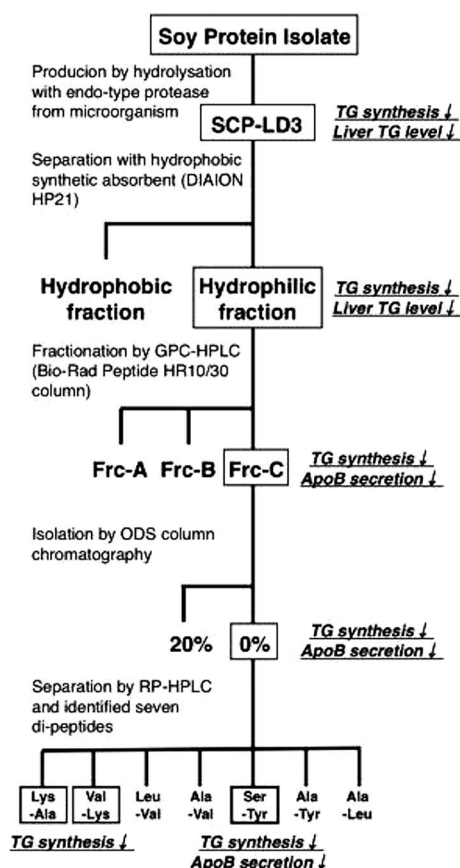 Soy Protein Isolate
Producion by hydrolysation
with endo-type protease
from microorganism
SCP-LD3
TG synthesis ↓
Liver TG level ↓
Separation with hydrophobic
synthetic absorbent (DIAION
HP21)
Hydrophobic
fraction
Hydrophilic
fraction
TG synthesis ↓
Liver TG level ↓
Fractionation by GPC-HPLC
(Bio-Rad Peptide HR10/30
column)
Frc-A
Frc-B
Frc-C
TG synthesis ↓
ApoB secretion ↓
Isolation by ODS column
chromatography
20%
0%
TG synthesis ↓
ApoB secretion ↓
Separation by RP-HPLC
and identified seven
di-peptides
Lys
-Ala
Val
-Lys
Leu
-Val
Ala
-Val
Ser
-Tyr
Ala
-Tyr
Ala
-Leu
TG synthesis ↓
TG synthesis ↓
ApoB secretion ↓